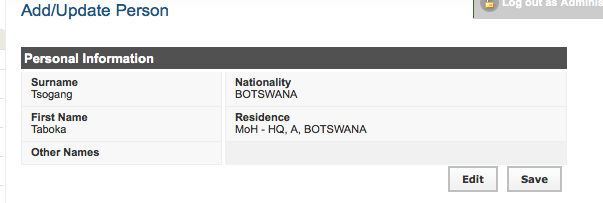 Add/Update Person
Log out as Adminis
Personal Information
Surname
Tsogang
Nationality
BOTSWANA
First Name
Taboka
Residence
MoH - HQ, A, BOTSWANA
Other Names
Edit
Save